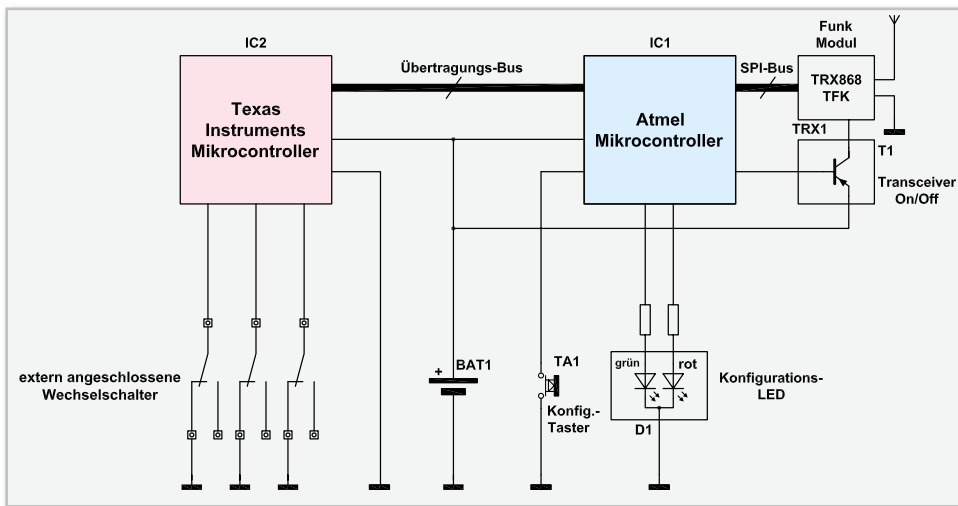 IC2
IC1
Funk
Modul
Übertragungs-Bus
SPI-Bus
TRX868
TFK
Texas
Instruments
Mikrocontroller
Atmel
Mikrocontroller
TRX1
T1
Transceiver
On/Off
extern angeschlossene
Wechselschalter
+
BAT1
TA1
Konfig.-
Taster
grün
rot
Konfigurations-
LED
D1